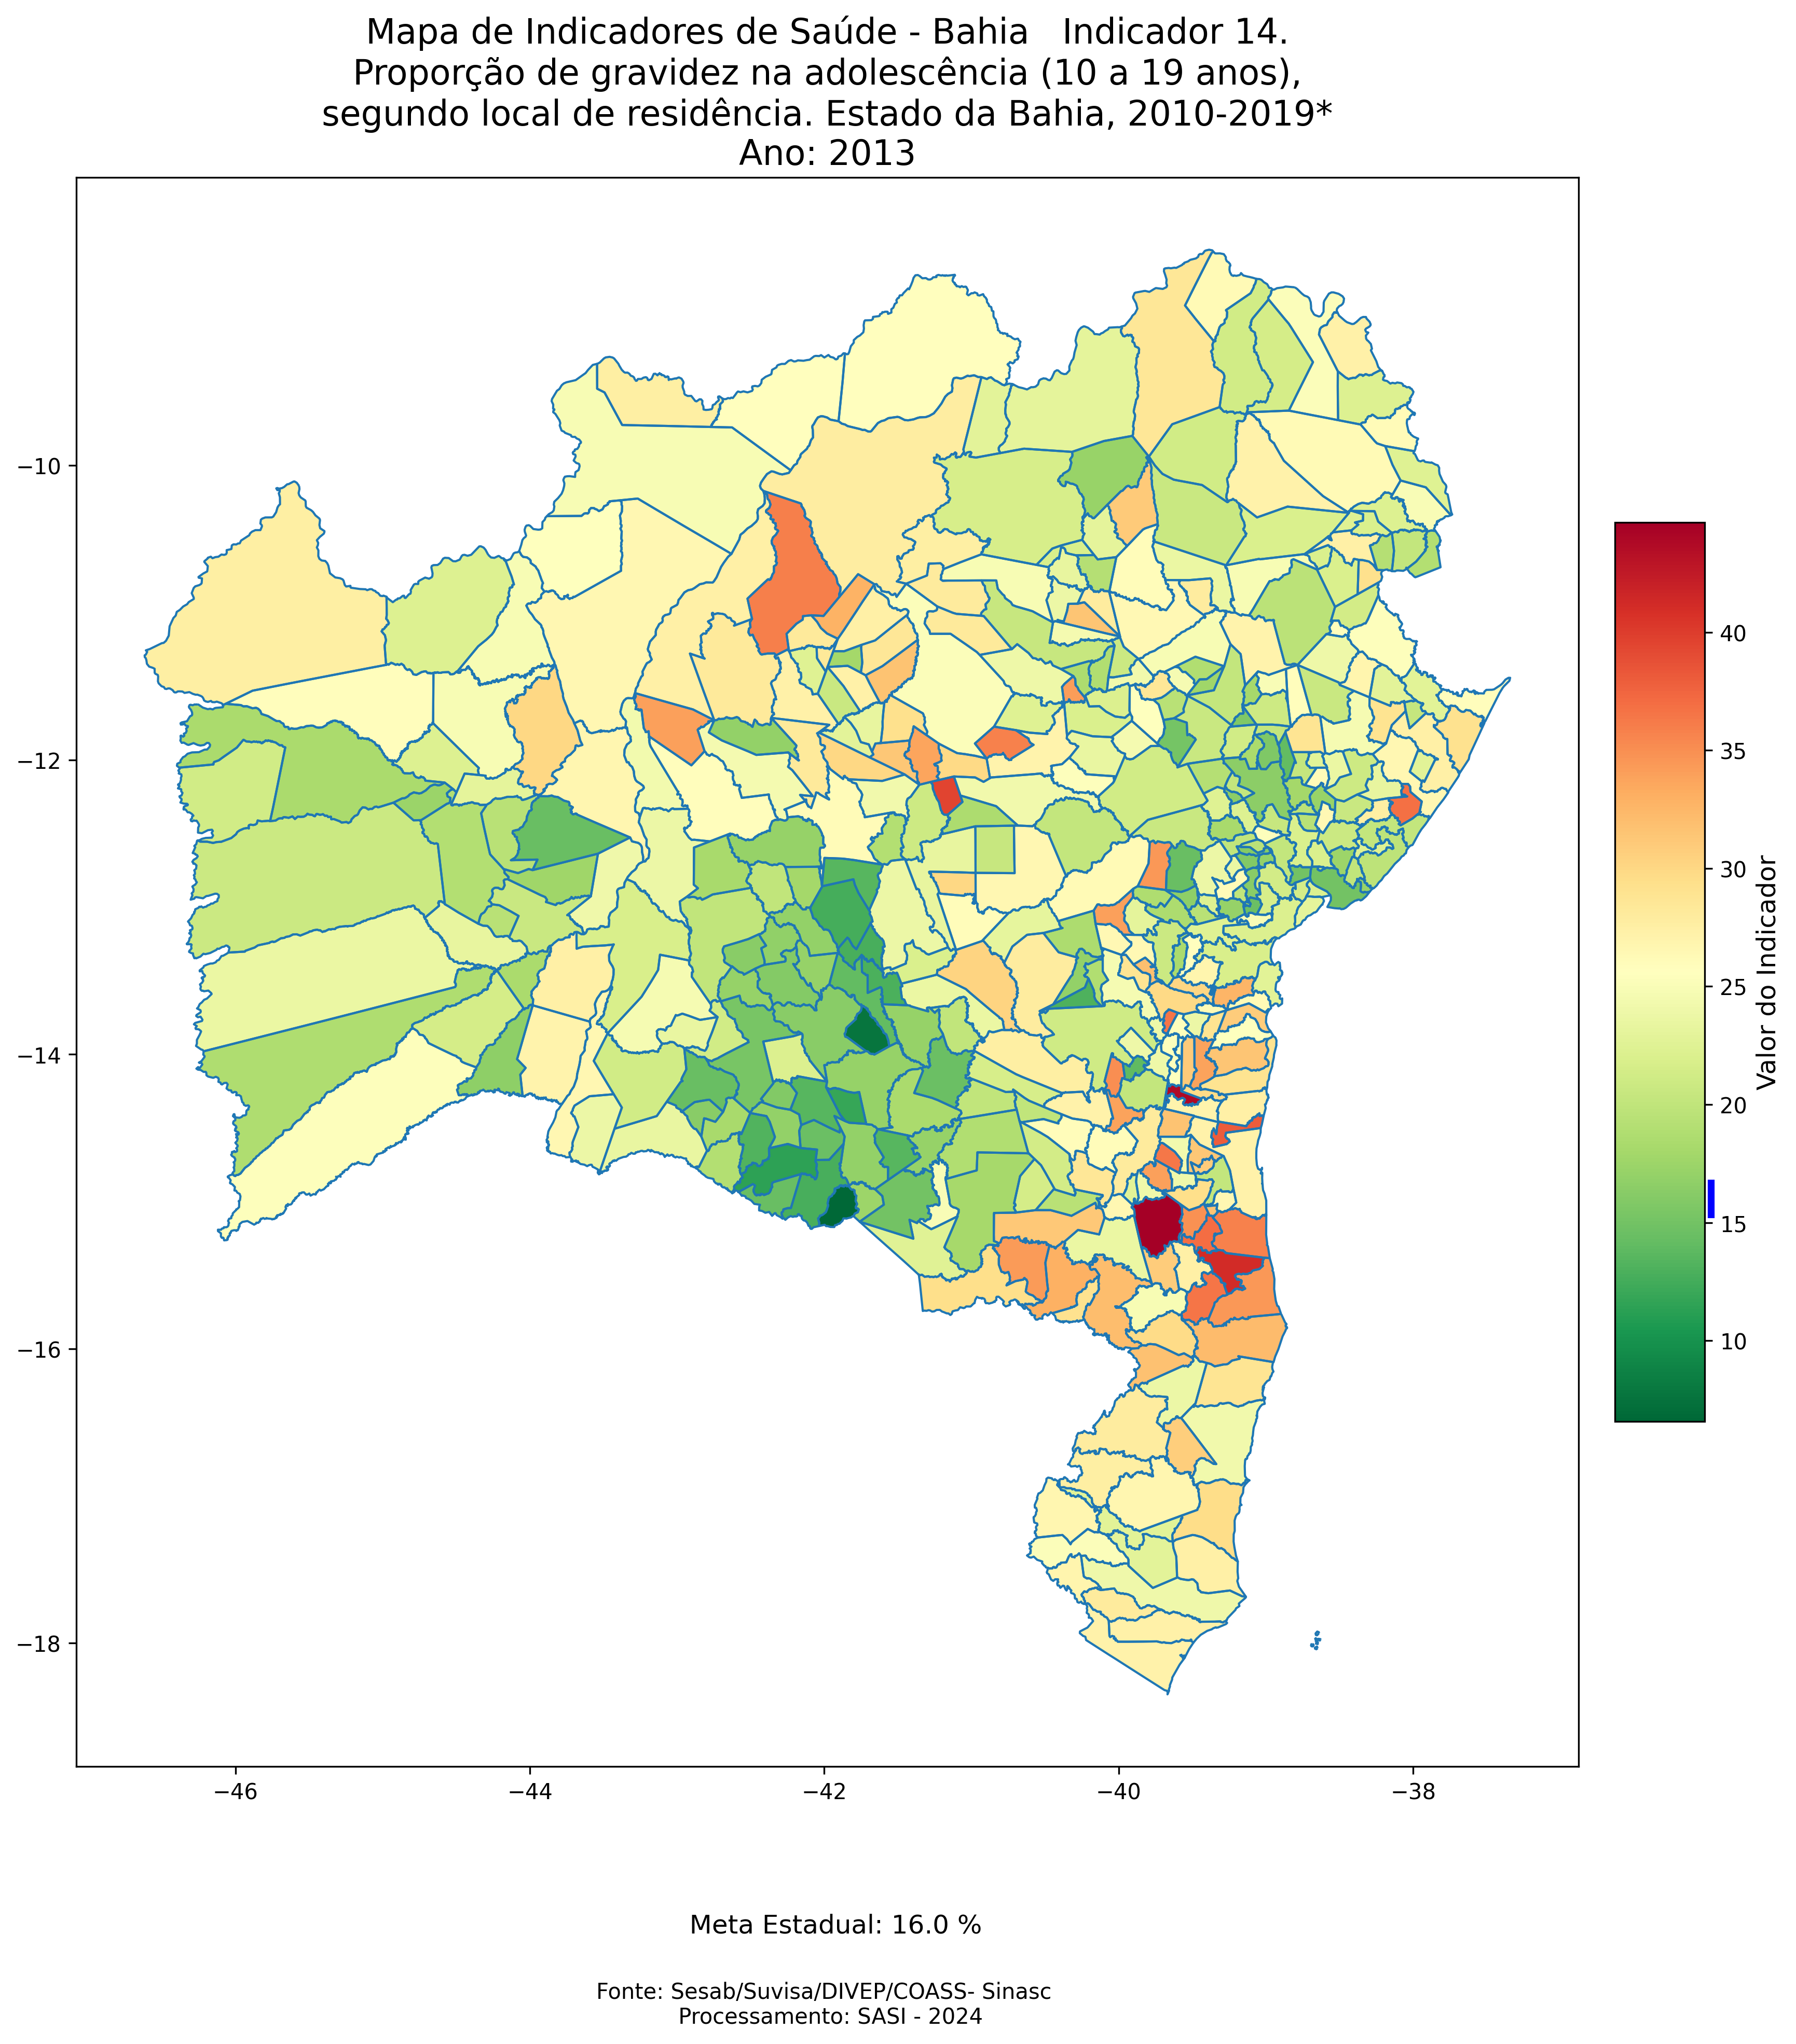 Mapa de Indicadores de Saúde - Bahia   Indicador 14.
Proporção de gravidez na adolescência (10 a 19 anos),
segundo local de residência. Estado da Bahia, 2010-2019*
Ano: 2013
−10
−12
−14
−16
−18
−46
−44
−42
−40
−38
40
35
30
25
20
15
10
Valor do Indicador
Meta Estadual: 16.0 %
Fonte: Sesab/Suvisa/DIVEP/COASS- Sinasc
Processamento: SASI - 2024